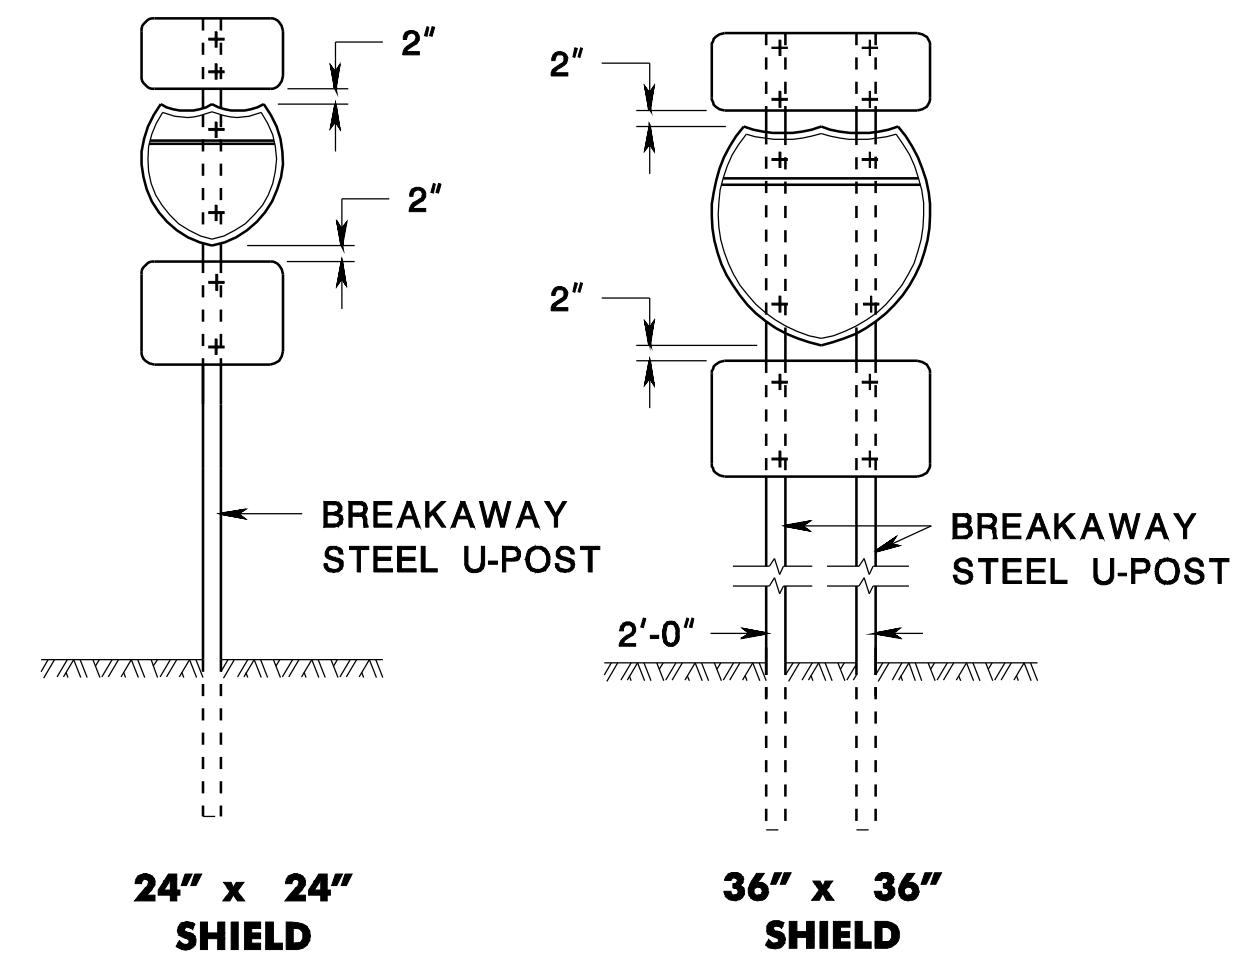 2"
2"
BREAKAWAY
STEEL U-POST
24" x 24"
SHIELD
2"
2"
BREAKAWAY
STEEL U-POST
2'-0"
36" x 36"
SHIELD